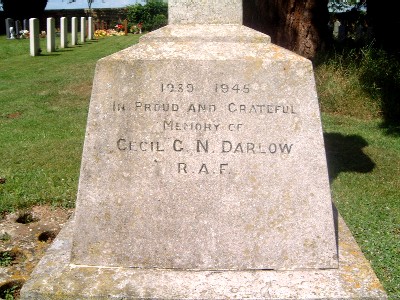 1939 1945
IN PROUD AND GRATEFUL
MEMORY OF
CECIL G. N. DARLOW
R.A.F.